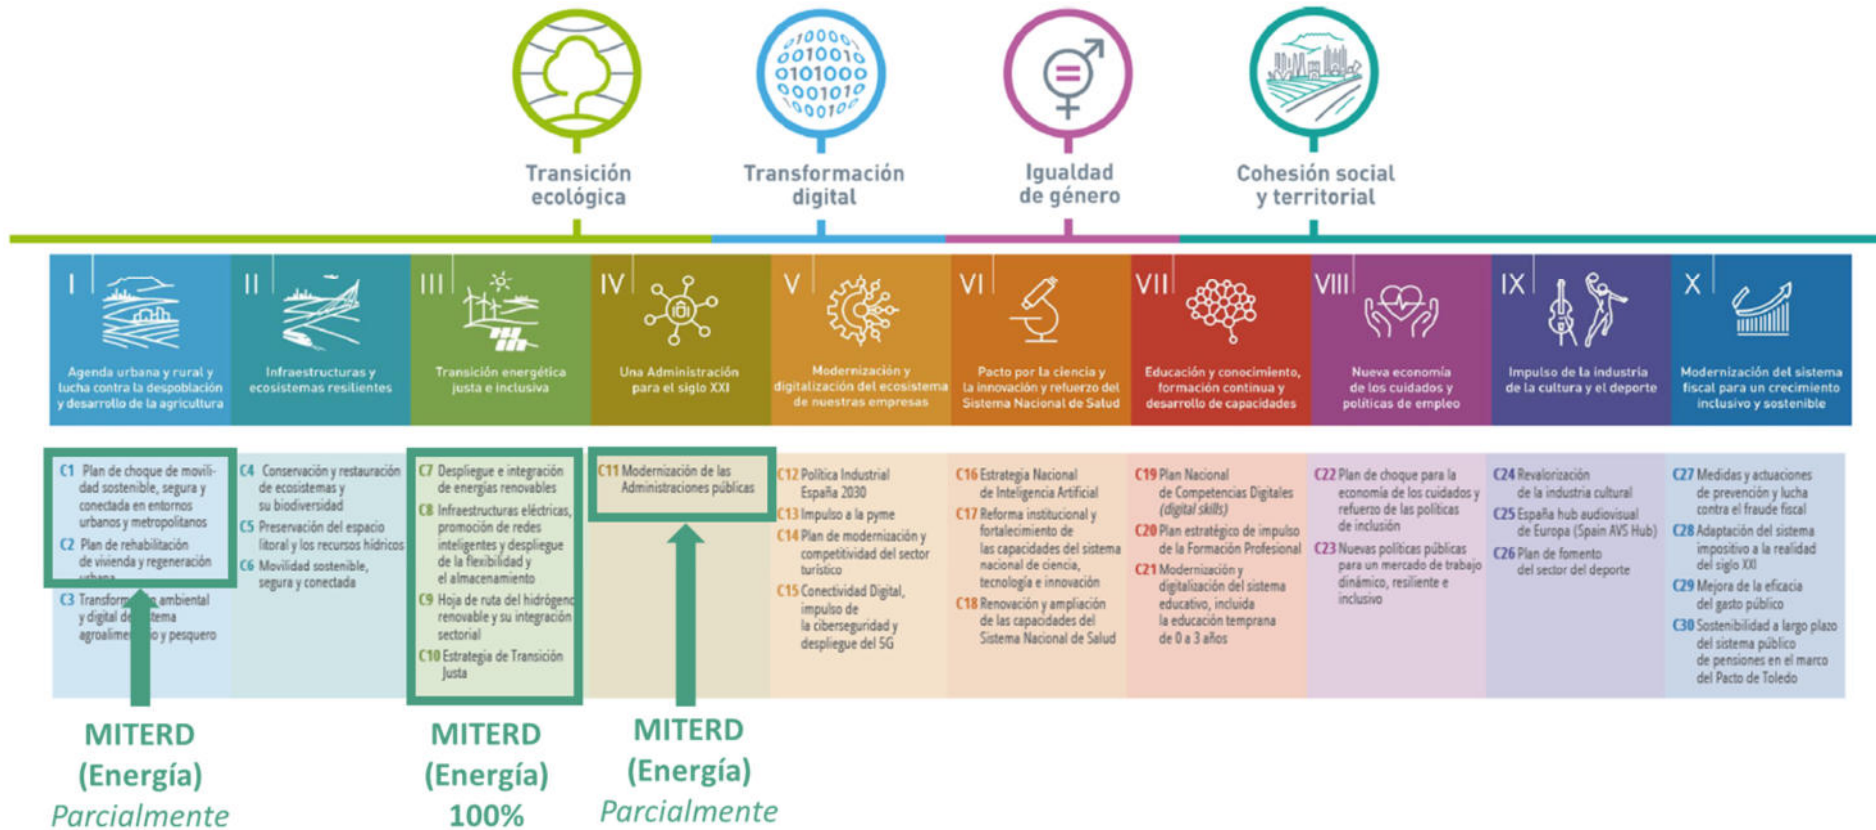 10000
001001
0101000
000101
00010
Transición
ecológica
Transformación
digital
Igualdad
de género
Cohesión social
y territorial
I
Agenda urbana y rural y
lucha contra la despoblación
y desarrollo de la agricultura
II
Infraestructuras y
ecosistemas resilientes
III
Transición energética
justa e inclusiva
IV
Una Administración
para el siglo XXI
V
Modernización y
digitalización del ecosistema
de nuestras empresas
VI
Pacto por la ciencia y
la innovación y refuerzo del
Sistema Nacional de Salud
VII
Educación y conocimiento,
formación continua y
desarrollo de capacidades
VIII
Nueva economía
de los cuidados y
políticas de empleo
IX
Impulso de la industria
de la cultura y el deporte
X
Modernización del sistema
fiscal para un crecimiento
inclusivo y sostenible
C1 Plan de choque de movili-
dad sostenible, segura y
conectada en entornos
urbanos y metropolitanos
C2 Plan de rehabilitación
de vivienda y regeneración
urbana
C3 Transformación ambiental
y digital del sistema
agroalimentario y pesquero
C4 Conservación y restauración
de ecosistemas y
su biodiversidad
C5 Preservación del espacio
litoral y los recursos hídricos
C6 Movilidad sostenible,
segura y conectada
C7 Despliegue e integración
de energías renovables
C8 Infraestructuras eléctricas,
promoción de redes
inteligentes y despliegue
de la flexibilidad y
el almacenamiento
C9 Hoja de ruta del hidrógeno
renovable y su integración
sectorial
C10 Estrategia de Transición
Justa
C11 Modernización de las
Administraciones públicas
C12 Política Industrial
España 2030
C13 Impulso a la pyme
C14 Plan de modernización y
competitividad del sector
turístico
C15 Conectividad Digital,
impulso de
la ciberseguridad y
despliegue del 5G
C16 Estrategia Nacional
de Inteligencia Artificial
C17 Reforma institucional y
fortalecimiento de
las capacidades del sistema
nacional de ciencia,
tecnología e innovación
C18 Renovación y ampliación
de las capacidades del
Sistema Nacional de Salud
C19 Plan Nacional
de Competencias Digitales
(digital skills)
C20 Plan estratégico de impulso
de la Formación Profesional
C21 Modernización y
digitalización del sistema
educativo, incluida
la educación temprana
de 0 a 3 años
C22 Plan de choque para la
economía de los cuidados y
refuerzo de las políticas
de inclusión
C23 Nuevas políticas públicas
para un mercado de trabajo
dinámico, resiliente e
inclusivo
C24 Revalorización
de la industria cultural
C25 España hub audiovisual
de Europa (Spain AVS Hub)
C26 Plan de fomento
del sector del deporte
C27 Medidas y actuaciones
de prevención y lucha
contra el fraude fiscal
C28 Adaptación del sistema
impositivo a la realidad
del siglo XXI
C29 Mejora de la eficacia
del gasto público
C30 Sostenibilidad a largo plazo
del sistema público
de pensiones en el marco
del Pacto de Toledo
MITERD
(Energía)
Parcialmente
MITERD
(Energía)
100%
MITERD
(Energía)
Parcialmente